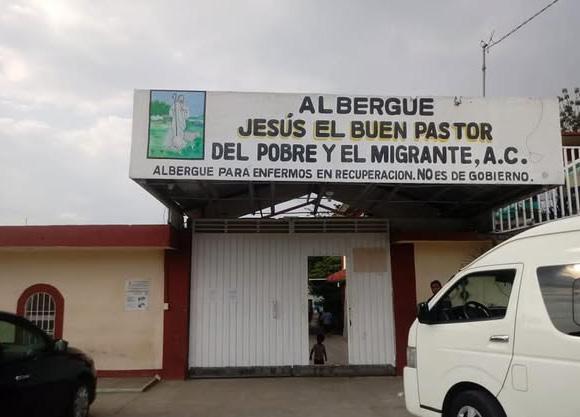 ALBERGUE
JESÚS EL BUEN PASTOR
DEL POBRE Y EL MIGRANTE, A.C.
ALBERGUE PARA ENFERMOS EN RECUPERACION. NO ES DE GOBIERNO.